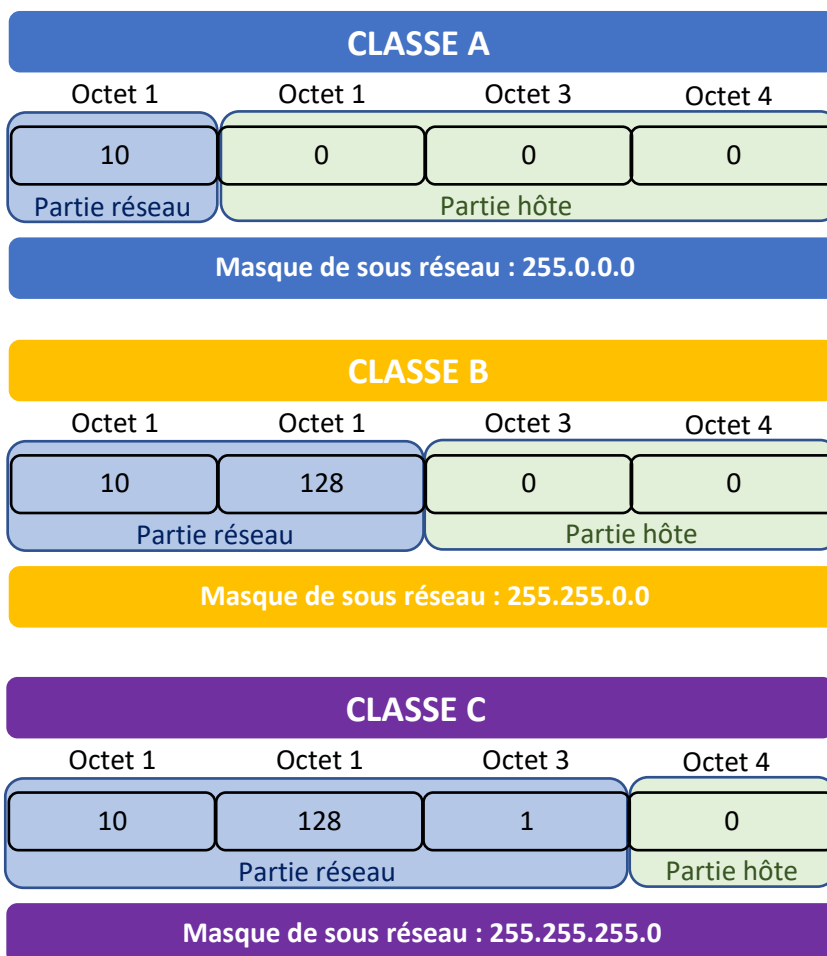 CLASSE A
Octet 1 Octet 1 Octet 3 Octet 4
10 0 0 0
Partie réseau Partie hôte
Masque de sous réseau : 255.0.0.0
CLASSE B
Octet 1 Octet 1 Octet 3 Octet 4
10 128 0 0
Partie réseau Partie hôte
Masque de sous réseau : 255.255.0.0
CLASSE C
Octet 1 Octet 1 Octet 3 Octet 4
10 128 1 0
Partie réseau Partie hôte
Masque de sous réseau : 255.255.255.0